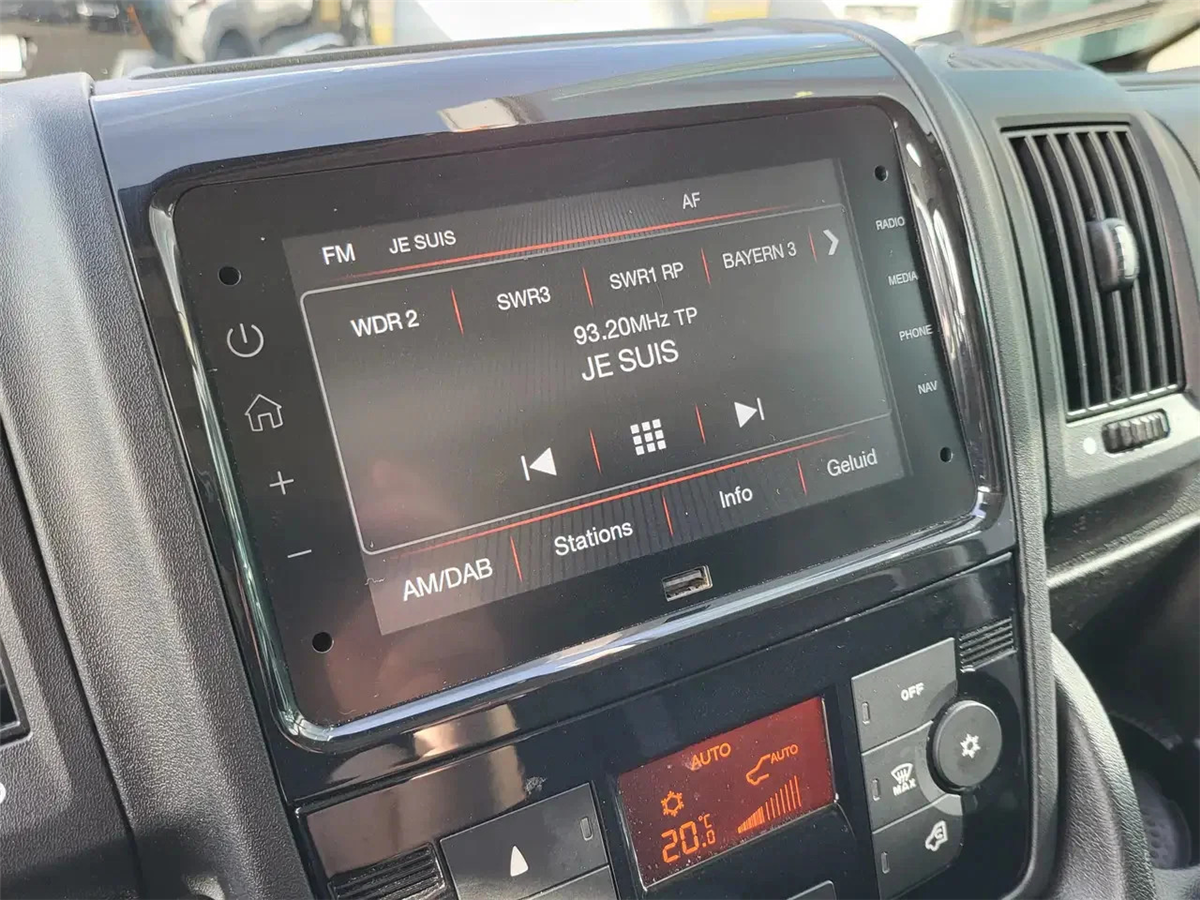 FM JE SUIS AF
WDR 2 SWR3 SWR1 RP BAYERN 3
93.20MHz TP
JE SUIS
AM/DAB Stations Info Geluid
RADIO
MEDIA
PHONE
NAV
OFF
MAX
AUTO AUTO
20.0°C